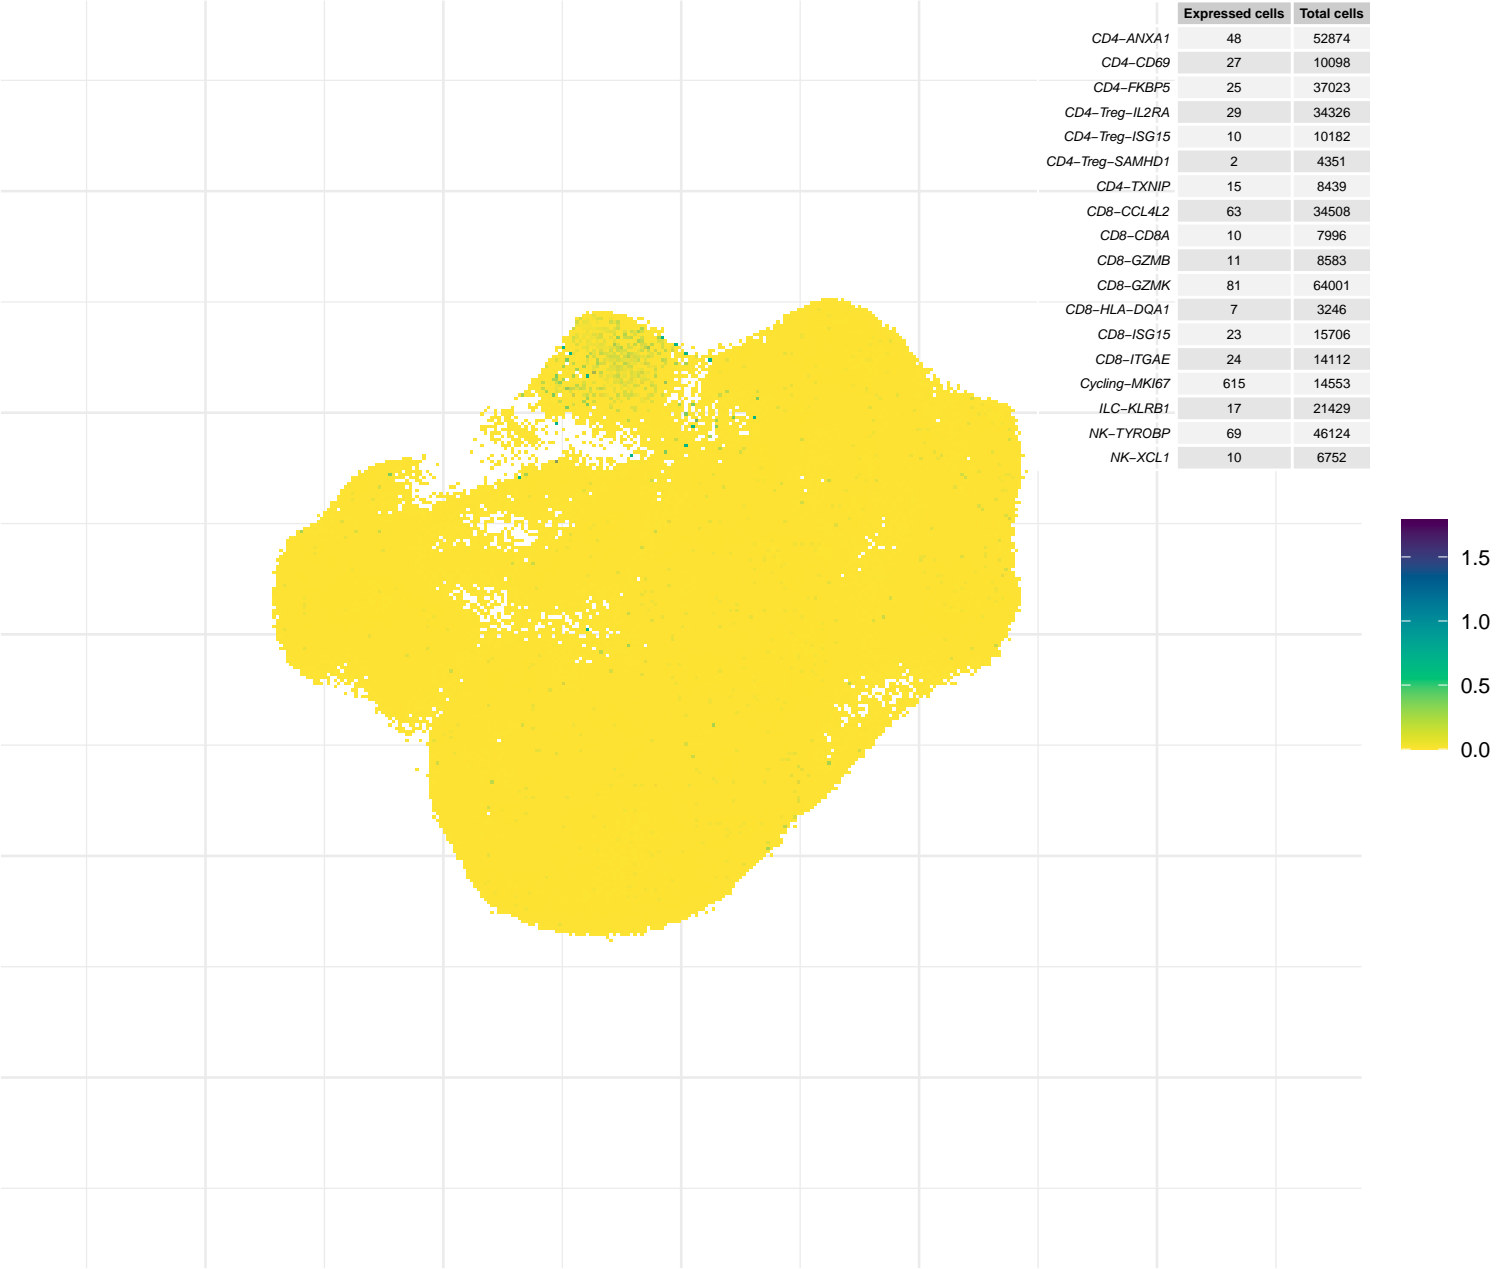 Expressed cells Total cells
CD4−ANXA1 48 52874
CD4−CD69 27 10098
CD4−FKBP5 25 37023
CD4−Treg−IL2RA 29 34326
CD4−Treg−ISG15 10 10182
CD4−Treg−SAMHD1 2 4351
CD4−TXNIP 15 8439
CD8−CCL4L2 63 34508
CD8−CD8A 10 7996
CD8−GZMB 11 8583
CD8−GZMK 81 64001
CD8−HLA−DQA1 7 3246
CD8−ISG15 23 15706
CD8−ITGAE 24 14112
Cycling−MKI67 615 14553
ILC−KLRB1 17 21429
NK−TYROBP 69 46124
NK−XCL1 10 6752
1.5
1.0
0.5
0.0